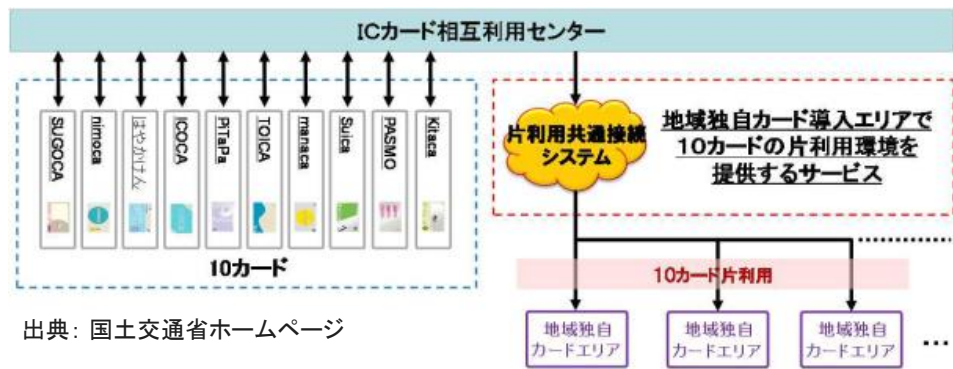 ICカード相互利用センター
SUGOCA
nimoca
はやかけん
ICOCA
PiTaPa
TOICA
manaca
Suica
PASMO
Kitaca
10カード
片利用共通接続
システム
地域独自カード導入エリアで
10カードの片利用環境を
提供するサービス
10カード片利用
地域独自
カードエリア
地域独自
カードエリア
地域独自
カードエリア
…
出典: 国土交通省ホームページ